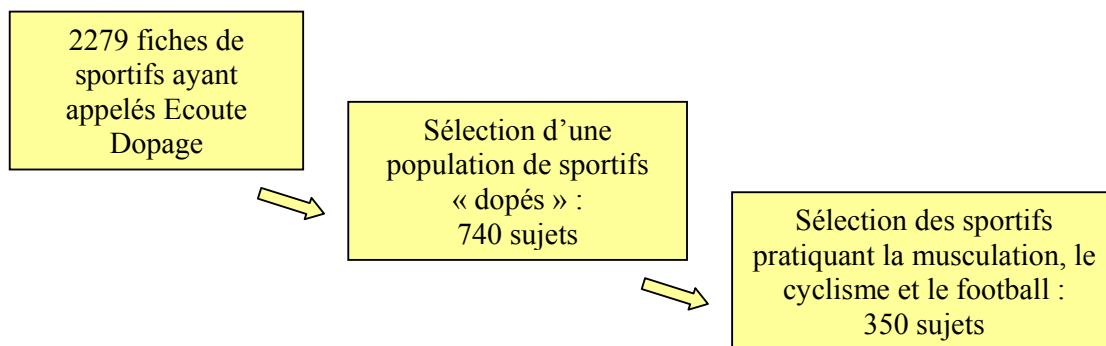 2279 fiches de
sportifs ayant
appelés Ecoute
Dopage
Sélection d’une
population de sportifs
« dopés » :
740 sujets
Sélection des sportifs
pratiquant la musculation, le
cyclisme et le football :
350 sujets